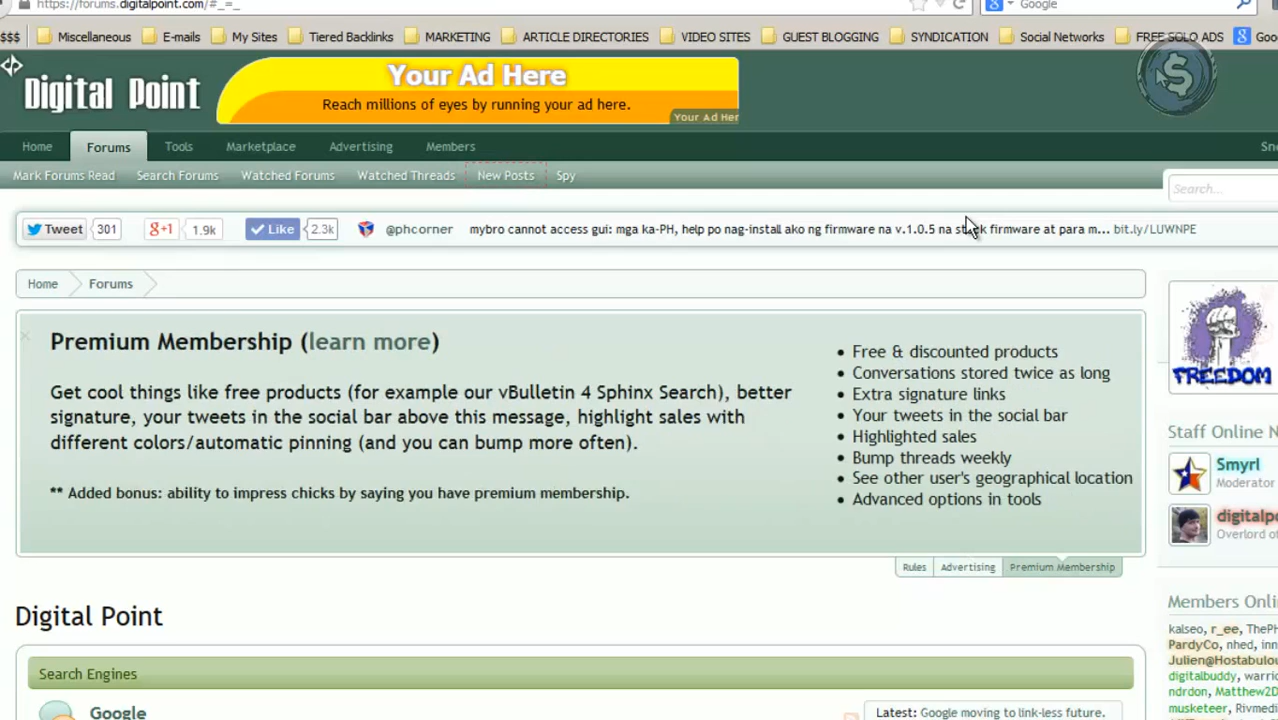 https://forums.digitalpoint.com/#_=_
Google
$$$ Miscellaneous E-mails My Sites Tiered Backlinks MARKETING ARTICLE DIRECTORIES VIDEO SITES GUEST BLOGGING SYNDICATION Social Networks FREE SOLO ADS Goo
Digital Point
Your Ad Here
Reach millions of eyes by running your ad here.
Your Ad Her
Home Forums Tools Marketplace Advertising Members
Mark Forums Read Search Forums Watched Forums Watched Threads New Posts Spy
Search...
Tweet 301 g+1 1.9k Like 2.3k @phcorner mybro cannot access gui: mga ka-PH, help po nag-install ako ng firmware na v.1.0.5 na stock firmware at para m... bit.ly/LUWNPE
Home Forums
Premium Membership (learn more)
Get cool things like free products (for example our vBulletin 4 Sphinx Search), better
signature, your tweets in the social bar above this message, highlight sales with
different colors/automatic pinning (and you can bump more often).
** Added bonus: ability to impress chicks by saying you have premium membership.
• Free & discounted products
• Conversations stored twice as long
• Extra signature links
• Your tweets in the social bar
• Highlighted sales
• Bump threads weekly
• See other user's geographical location
• Advanced options in tools
Rules Advertising Premium Membership
FREEDOM
Staff Online N
Smyrl
Moderator
digitalpo
Overlord of
Members Onli
kalseo, r_ee, ThePH
PardyCo, nhed, inn
Julien@Hostabulou
digitalbuddy, warrio
ndrdon, Matthew2D
musketeer, Rivmedi
Digital Point
Search Engines
Google
Latest: Google moving to link-less future.